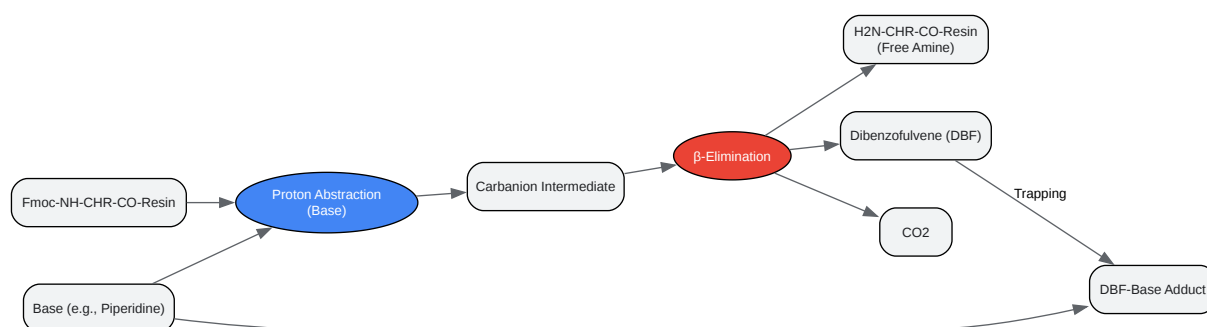 H2N-CHR-CO-Resin
(Free Amine)
Dibenzofulvene (DBF)
β-Elimination
Proton Abstraction
(Base)
Carbanion Intermediate
Fmoc-NH-CHR-CO-Resin
Trapping
CO2
DBF-Base Adduct
Base (e.g., Piperidine)